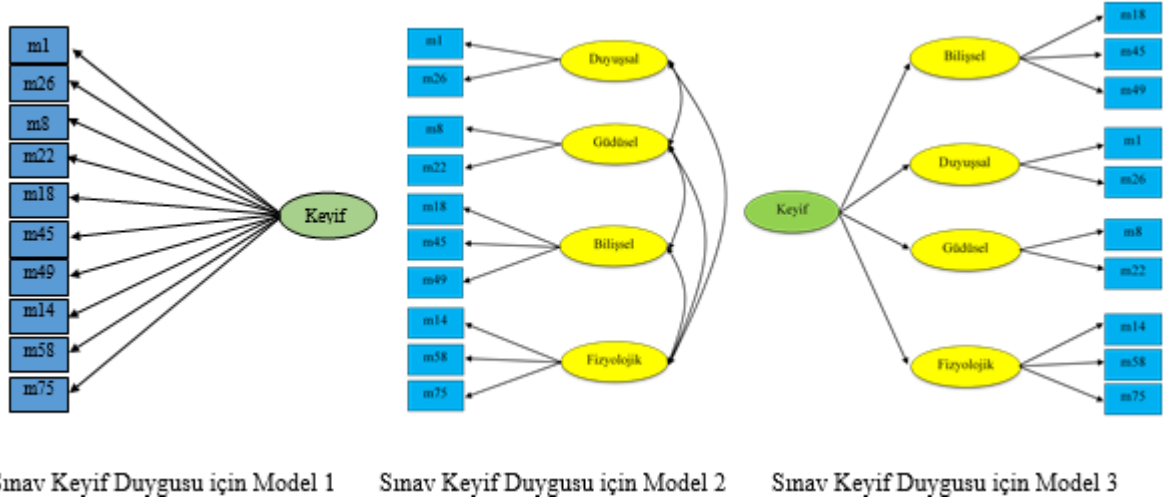 m1
m26
m8
m22
m18
m45
m49
m14
m58
m75
Keyif
m1
m26
m8
m22
m18
m45
m49
m14
m58
m75
Duyuşsal
Güdüsel
Bilişsel
Fizyolojik
Keyif
Bilişsel
Duyuşsal
Güdüsel
Fizyolojik
m18
m45
m49
m1
m26
m8
m22
m14
m58
m75
Sınav Keyif Duygusu için Model 1
Sınav Keyif Duygusu için Model 2
Sınav Keyif Duygusu için Model 3